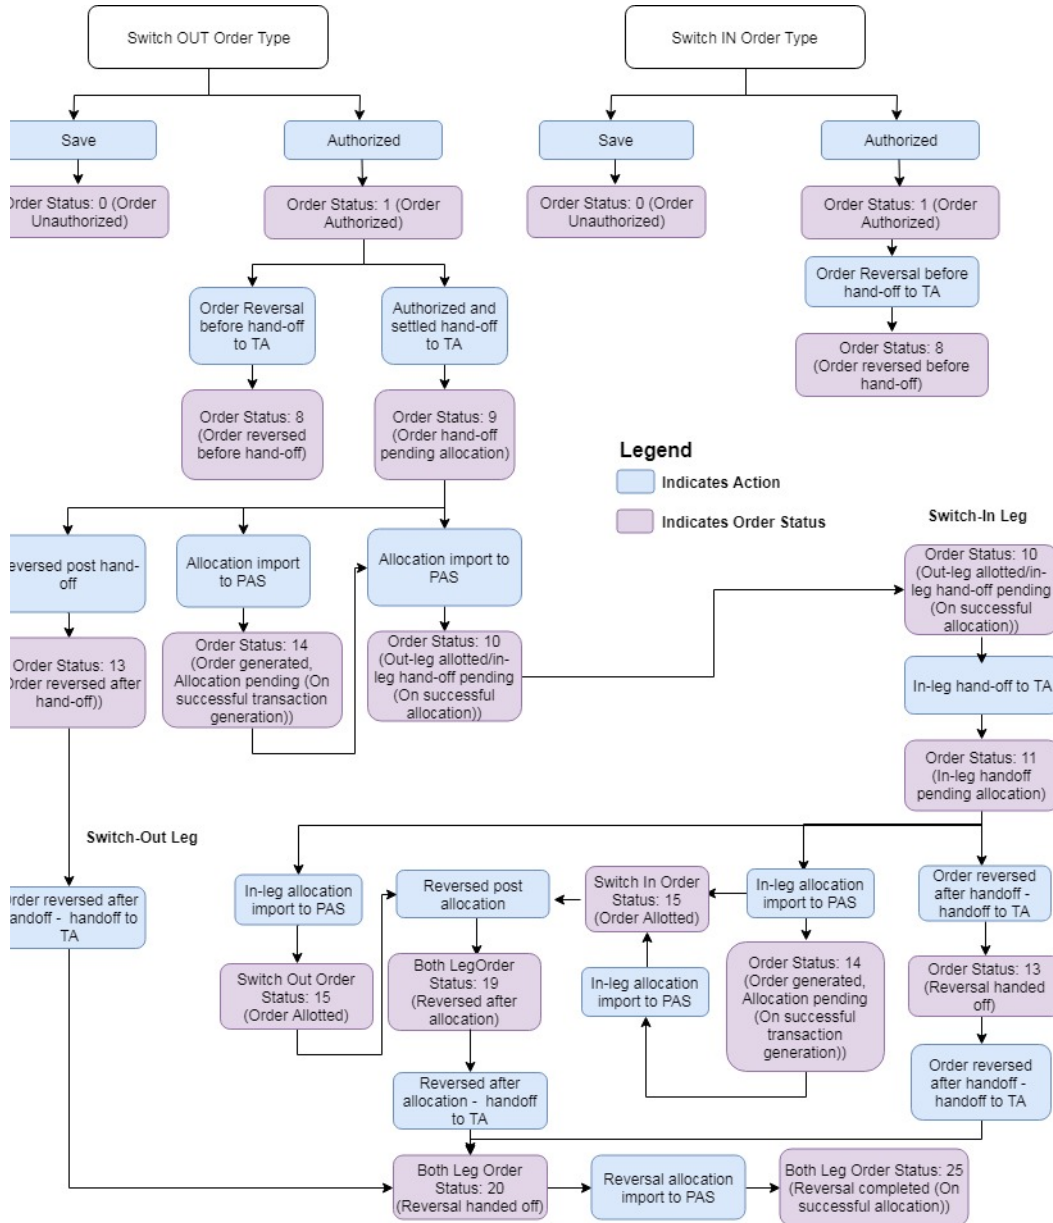 Switch OUT Order Type
Switch IN Order Type
Save
Authorized
Save
Authorized
Order Status: 0 (Order
Unauthorized)
Order Status: 1 (Order
Authorized)
Order Status: 0 (Order
Unauthorized)
Order Status: 1 (Order
Authorized)
Order Reversal before
hand-off to TA
Order Reversal
before hand-off
to TA
Authorized and
settled hand-off
to TA
Order Status: 8
(Order reversed before
hand-off)
Order Status: 8
(Order reversed
before hand-off)
Order Status: 9
(Order hand-off
pending allocation)
Legend
Indicates Action
Indicates Order Status
Switch-In Leg
eversed post hand-
off
Allocation import
to PAS
Allocation import to
PAS
Order Status: 10
(Out-leg allotted/in-
leg hand-off pending
(On successful
allocation))
Order Status: 13
Order reversed after
hand-off))
Order Status: 14
(Order generated,
Allocation pending (On
successful transaction
generation))
Order Status: 10
(Out-leg allotted/in-
leg hand-off pending
(On successful
allocation))
In-leg hand-off to TA
Order Status: 11
(In-leg handoff
pending allocation)
Switch-Out Leg
Order reversed after
andoff - handoff to
TA
In-leg allocation
import to PAS
Reversed post
allocation
Switch In Order
Status: 15
(Order Allotted)
In-leg allocation
import to PAS
Order reversed
after handoff -
handoff to TA
Switch Out Order
Status: 15
(Order Allotted)
Both LegOrder
Status: 19
(Reversed after
allocation)
In-leg allocation
import to PAS
Order Status: 14
(Order generated,
Allocation pending
(On successful
transaction
generation))
Order Status: 13
(Reversal handed
off)
Order reversed
after handoff -
handoff to TA
Reversed after
allocation - handoff
to TA
Both Leg Order
Status: 20
(Reversal handed off)
Reversal allocation
import to PAS
Both Leg Order Status: 25
(Reversal completed (On
successful allocation))